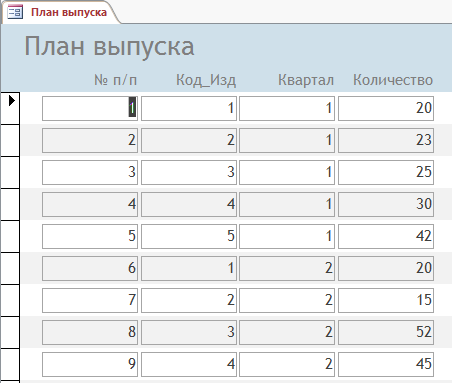 План выпуска
План выпуска
№ п/п Код_Изд Квартал Количество
1 1 1 20
2 2 1 23
3 3 1 25
4 4 1 30
5 5 1 42
6 1 2 20
7 2 2 15
8 3 2 52
9 4 2 45